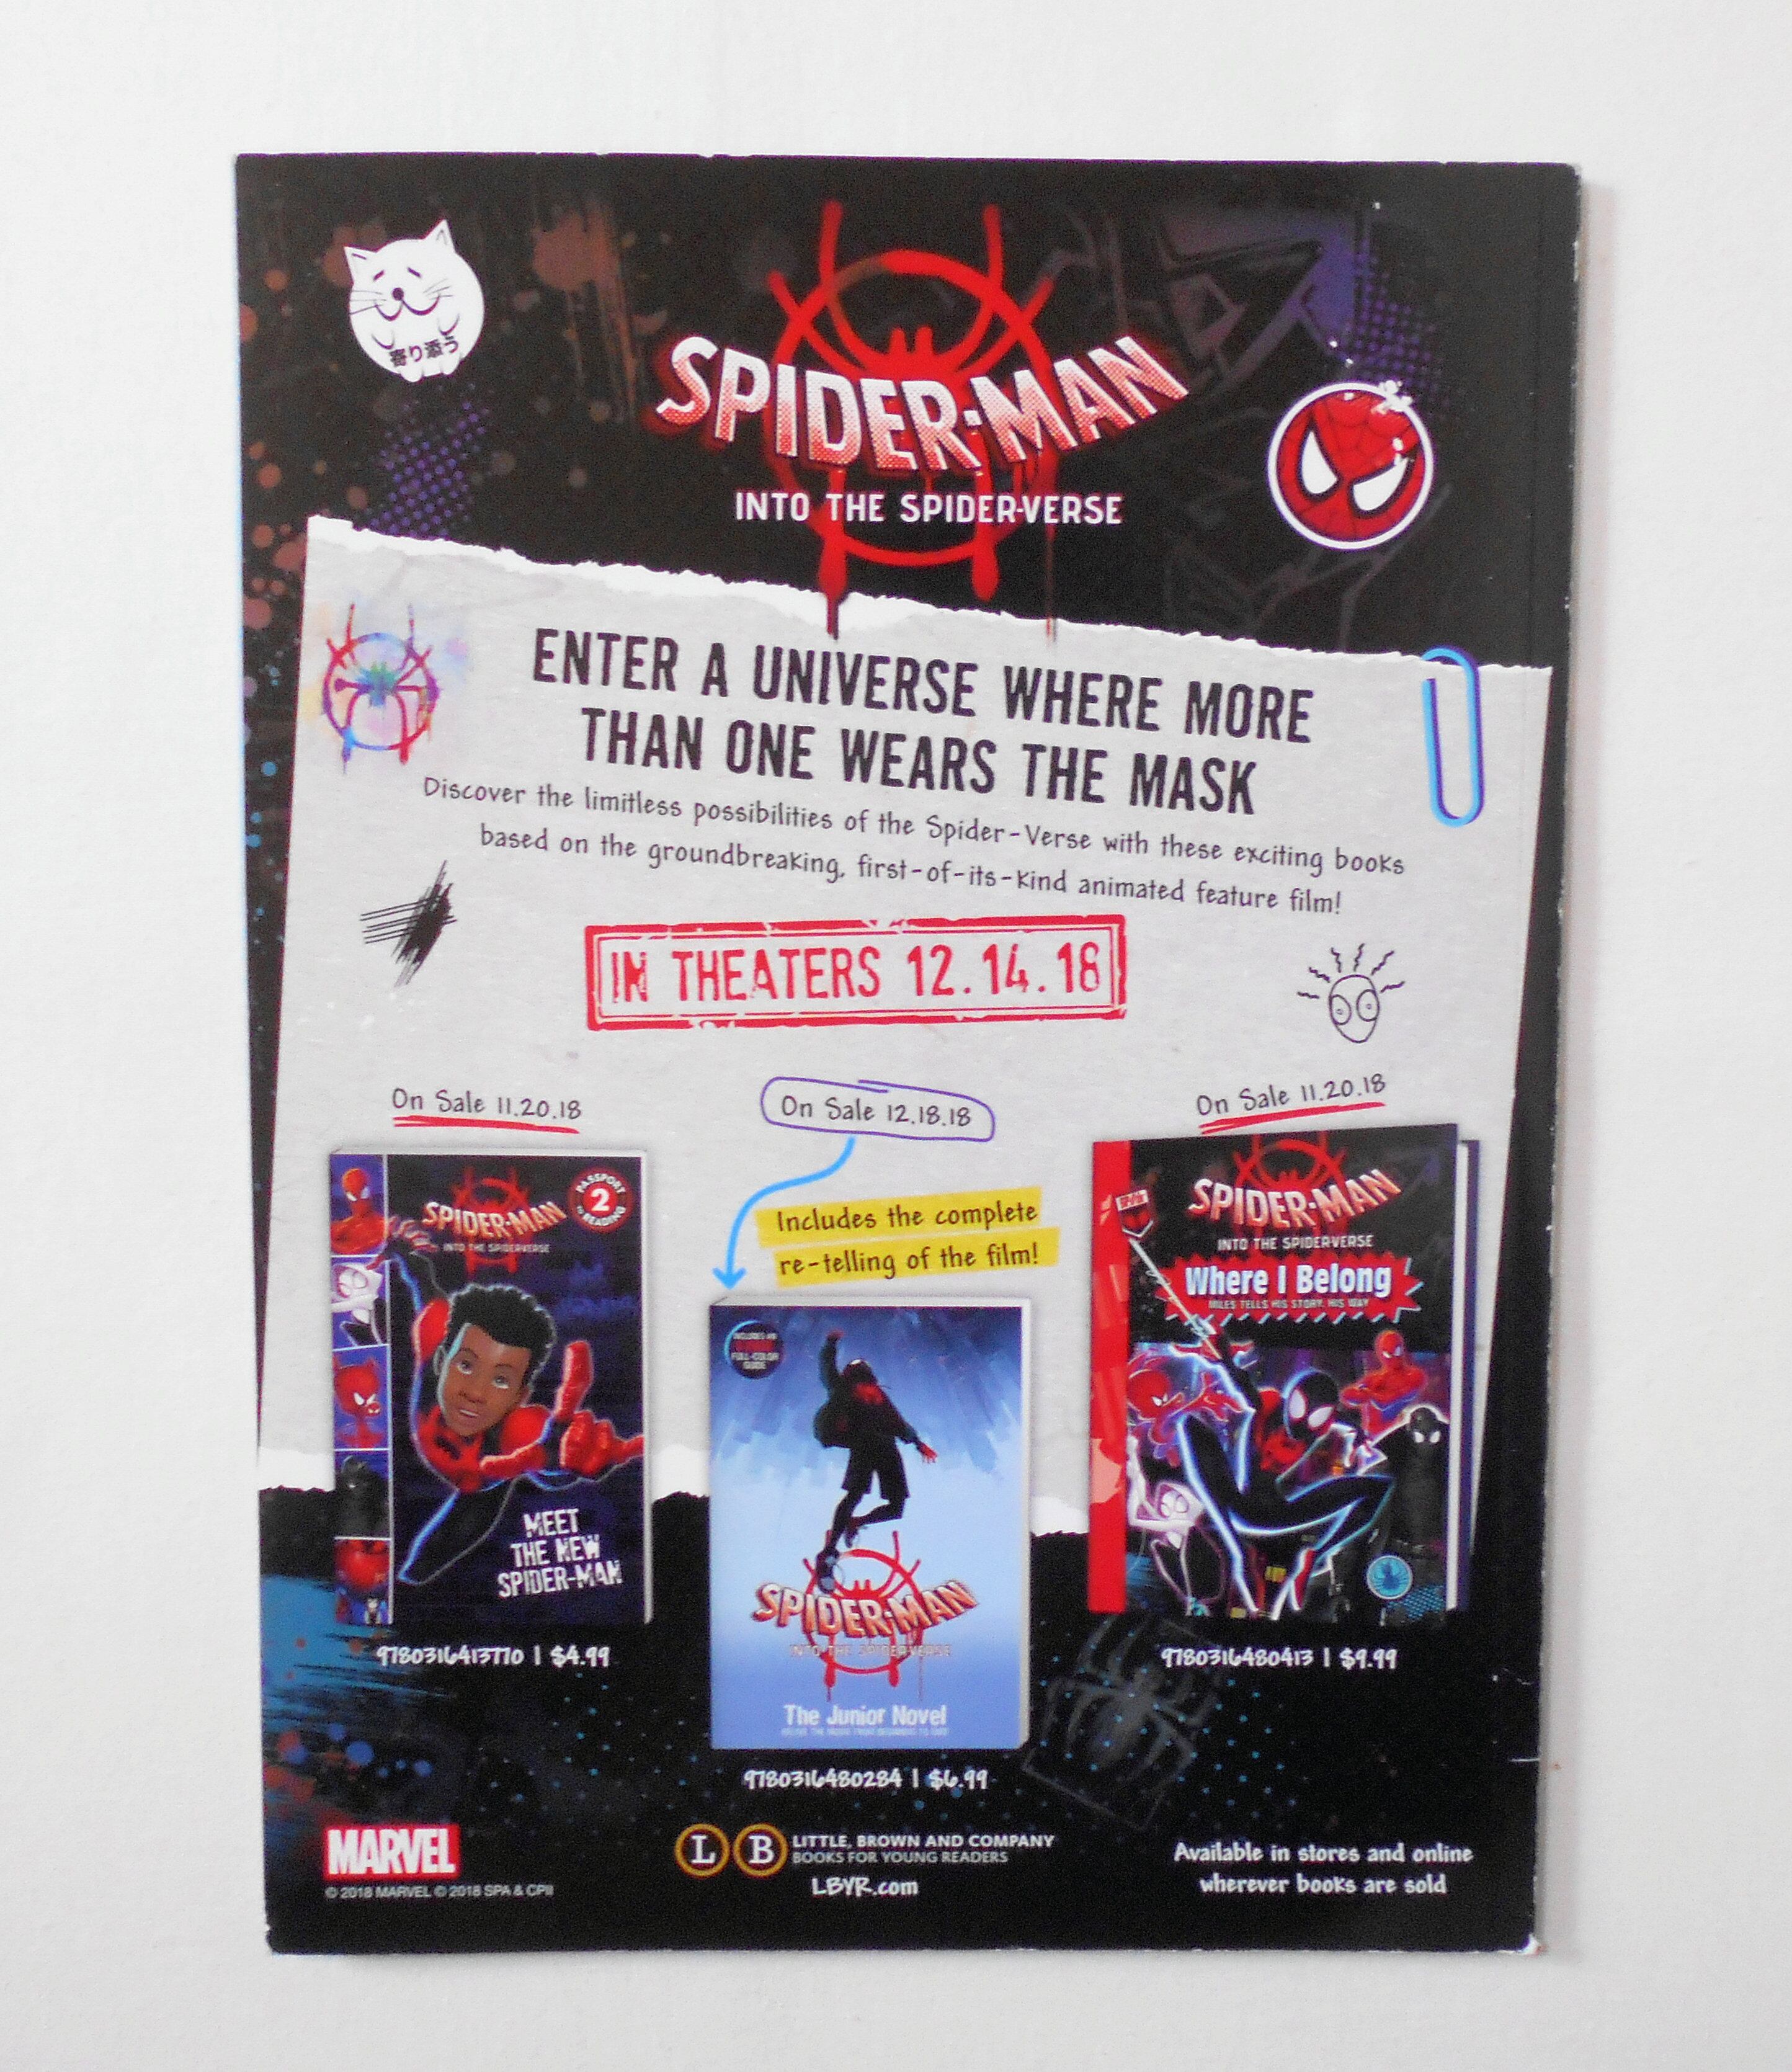 寄り添う
SPIDER-MAN
INTO THE SPIDER-VERSE
ENTER A UNIVERSE WHERE MORE
THAN ONE WEARS THE MASK
Discover the limitless possibilities of the Spider-Verse with these exciting books
based on the groundbreaking, first-of-its-kind animated feature film!
IN THEATERS 12.14.18
On Sale 11.20.18
PASSPORT
2
TO READING
SPIDER-MAN
INTO THE SPIDER-VERSE
MEET
THE NEW
SPIDER-MAN
9780316413770 | $4.99
On Sale 12.18.18
Includes the complete
re-telling of the film!
FULL-COLOR
GUIDE
SPIDER-MAN
INTO THE SPIDER-VERSE
The Junior Novel
9780316480284 | $6.99
On Sale 11.20.18
SPIDER-MAN
INTO THE SPIDER-VERSE
Where I Belong
MILES TELLS HIS STORY, HIS WAY
9780316480413 | $9.99
MARVEL
© 2018 MARVEL © 2018 SPA & CPII
L B
LITTLE, BROWN AND COMPANY
BOOKS FOR YOUNG READERS
LBYR.com
Available in stores and online
wherever books are sold